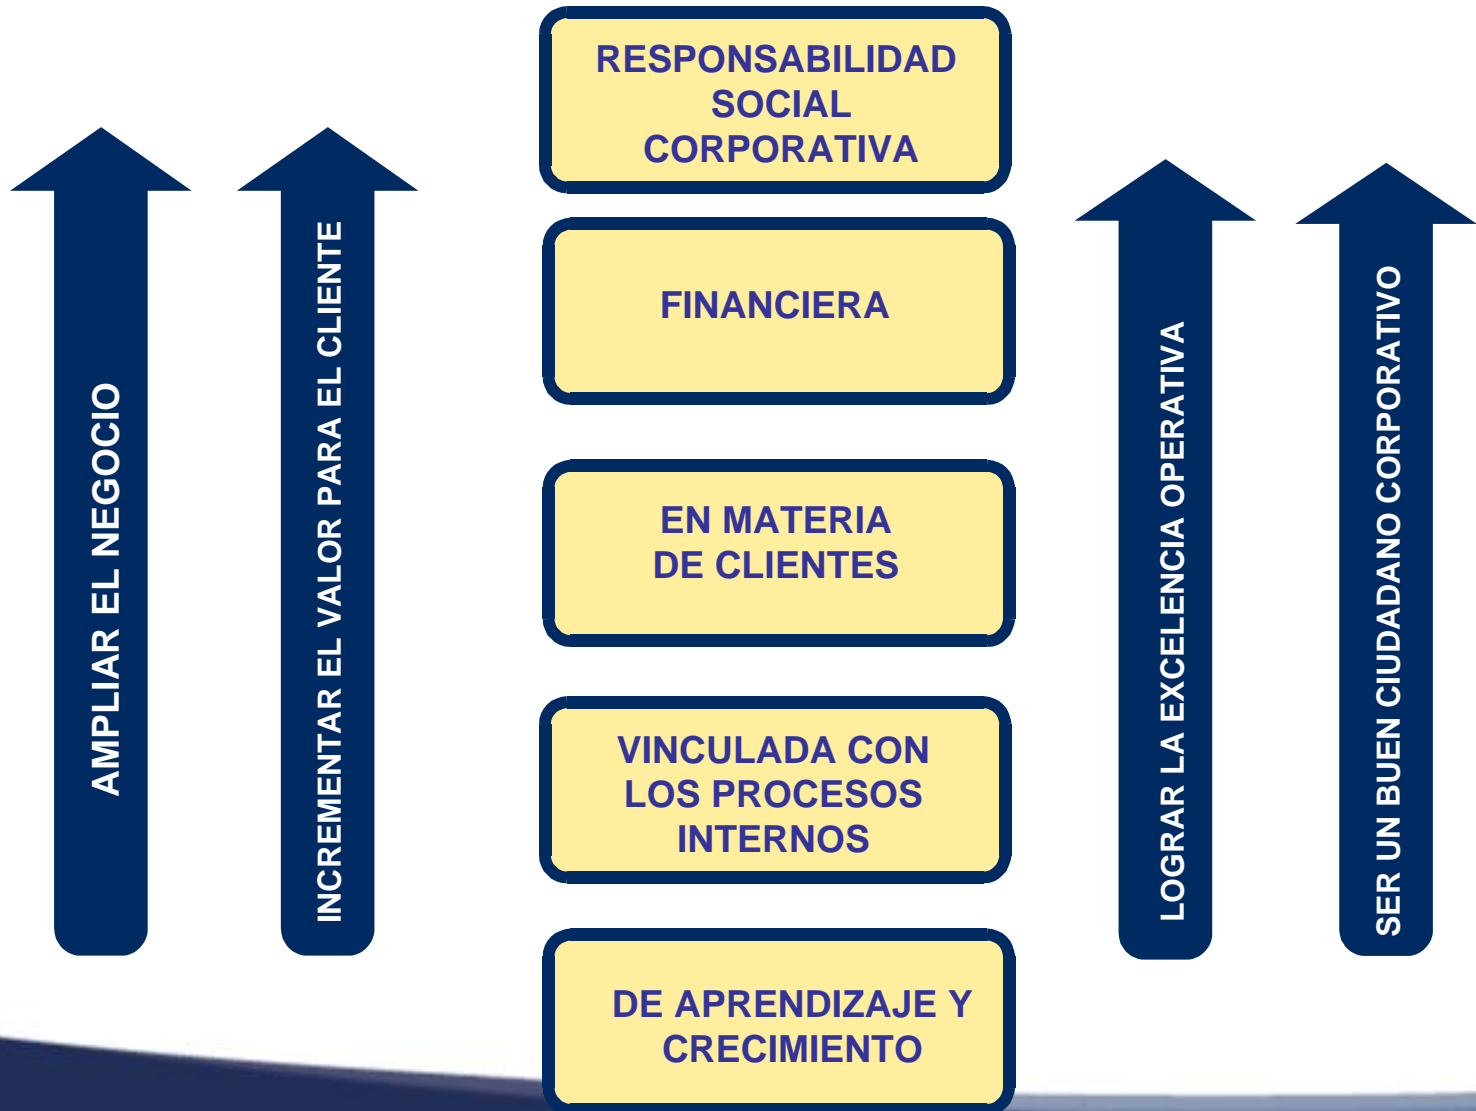 RESPONSABILIDAD
SOCIAL
CORPORATIVA
FINANCIERA
EN MATERIA
DE CLIENTES
VINCULADA CON
LOS PROCESOS
INTERNOS
DE APRENDIZAJE Y
CRECIMIENTO
AMPLIAR EL NEGOCIO
INCREMENTAR EL VALOR PARA EL CLIENTE
LOGRAR LA EXCELENCIA OPERATIVA
SER UN BUEN CIUDADANO CORPORATIVO